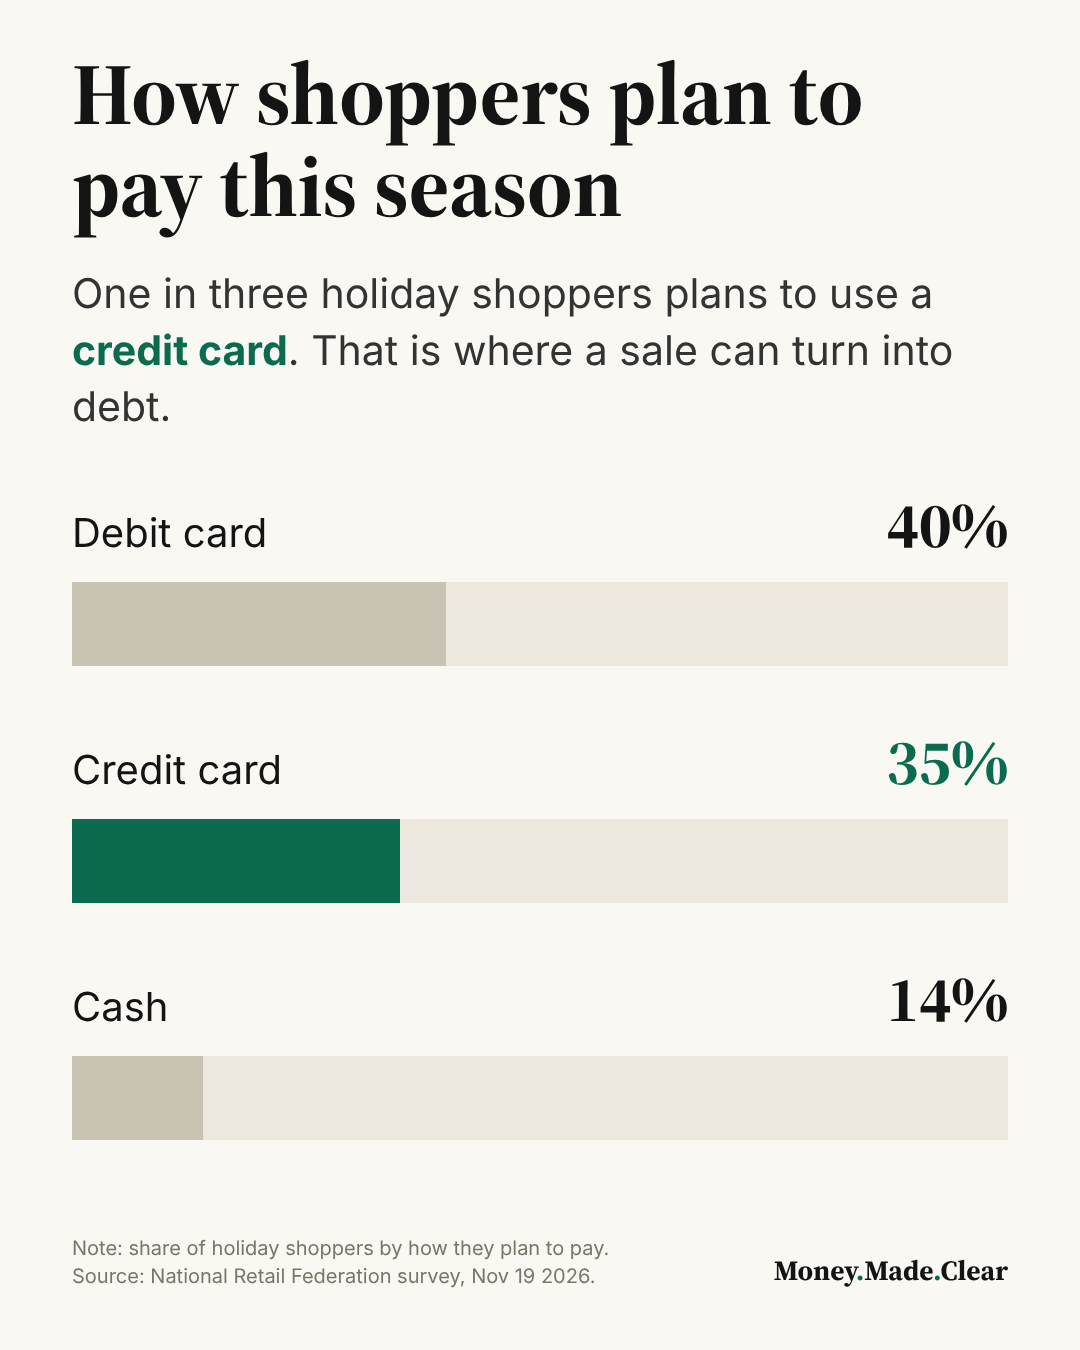 How shoppers plan to
pay this season
One in three holiday shoppers plans to use a
credit card. That is where a sale can turn into
debt.
Debit card
40%
Credit card
35%
Cash
14%
Note: share of holiday shoppers by how they plan to pay.
Source: National Retail Federation survey, Nov 19 2026.
Money.Made.Clear